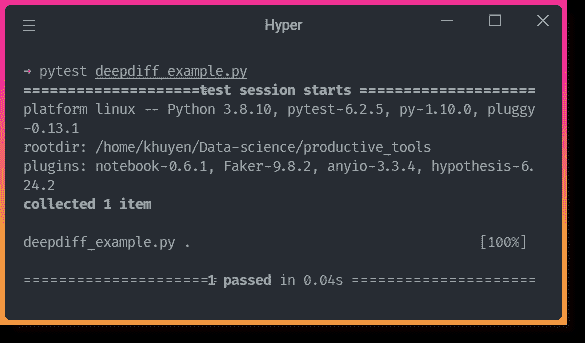 Hyper
→ pytest deepdiff_example.py
====================test session starts ====================
platform linux -- Python 3.8.10, pytest-6.2.5, py-1.10.0, pluggy
-0.13.1
rootdir: /home/khuyen/Data-science/productive_tools
plugins: notebook-0.6.1, Faker-9.8.2, anyio-3.3.4, hypothesis-6.
24.2
collected 1 item
deepdiff_example.py . [100%]
=====================1 passed in 0.04s =====================